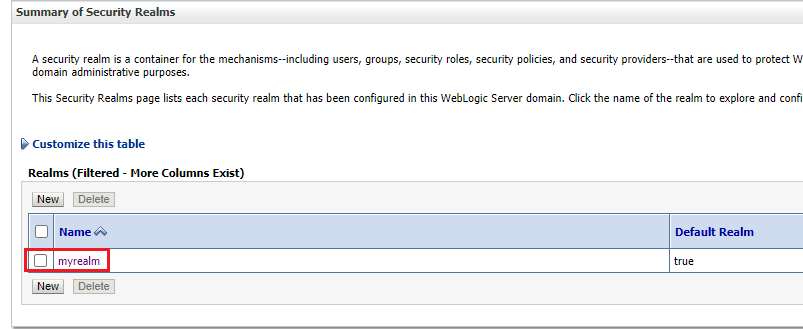 Summary of Security Realms
A security realm is a container for the mechanisms--including users, groups, security roles, security policies, and security providers--that are used to protect W
domain administrative purposes.
This Security Realms page lists each security realm that has been configured in this WebLogic Server domain. Click the name of the realm to explore and confi
Customize this table
Realms (Filtered - More Columns Exist)
New Delete
Name Default Realm
myrealm true
New Delete